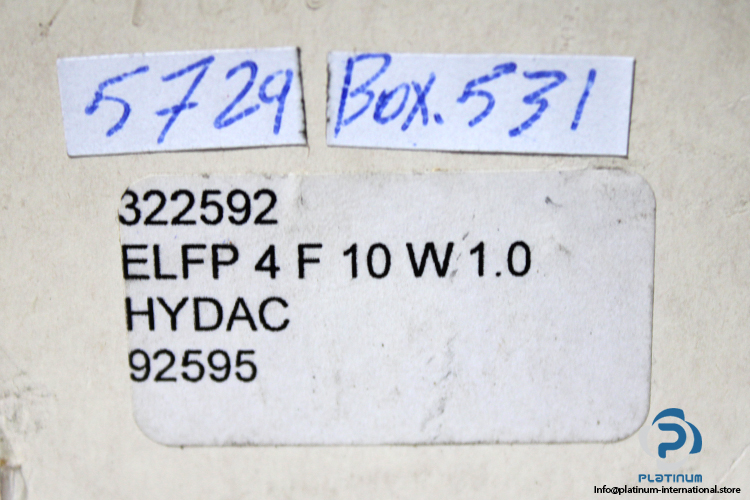 5729
Box.531
322592
ELFP 4 F 10 W 1.0
HYDAC
92595
PLATINUM
Info@platinum-international.store